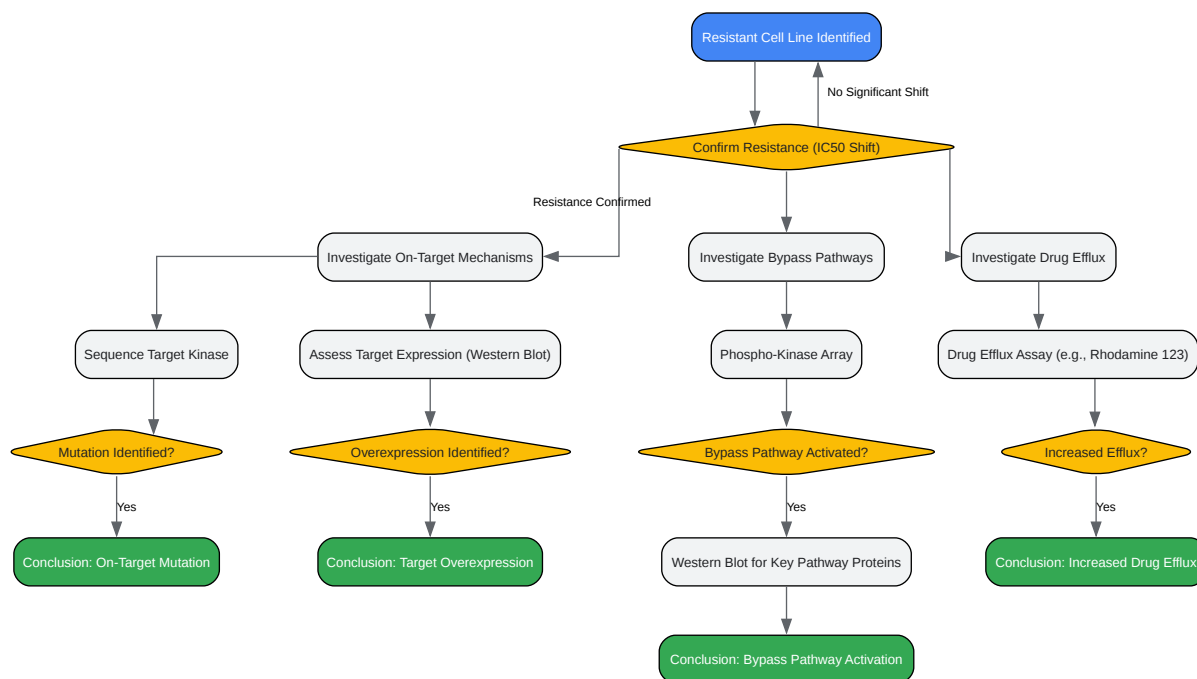 Resistant Cell Line Identified
No Significant Shift
Confirm Resistance (IC50 Shift)
Resistance Confirmed
Investigate On-Target Mechanisms
Investigate Bypass Pathways
Investigate Drug Efflux
Sequence Target Kinase
Assess Target Expression (Western Blot)
Phospho-Kinase Array
Drug Efflux Assay (e.g., Rhodamine 123)
Mutation Identified?
Overexpression Identified?
Bypass Pathway Activated?
Increased Efflux?
Yes
Yes
Yes
Yes
Conclusion: On-Target Mutation
Conclusion: Target Overexpression
Western Blot for Key Pathway Proteins
Conclusion: Increased Drug Efflux
Conclusion: Bypass Pathway Activation